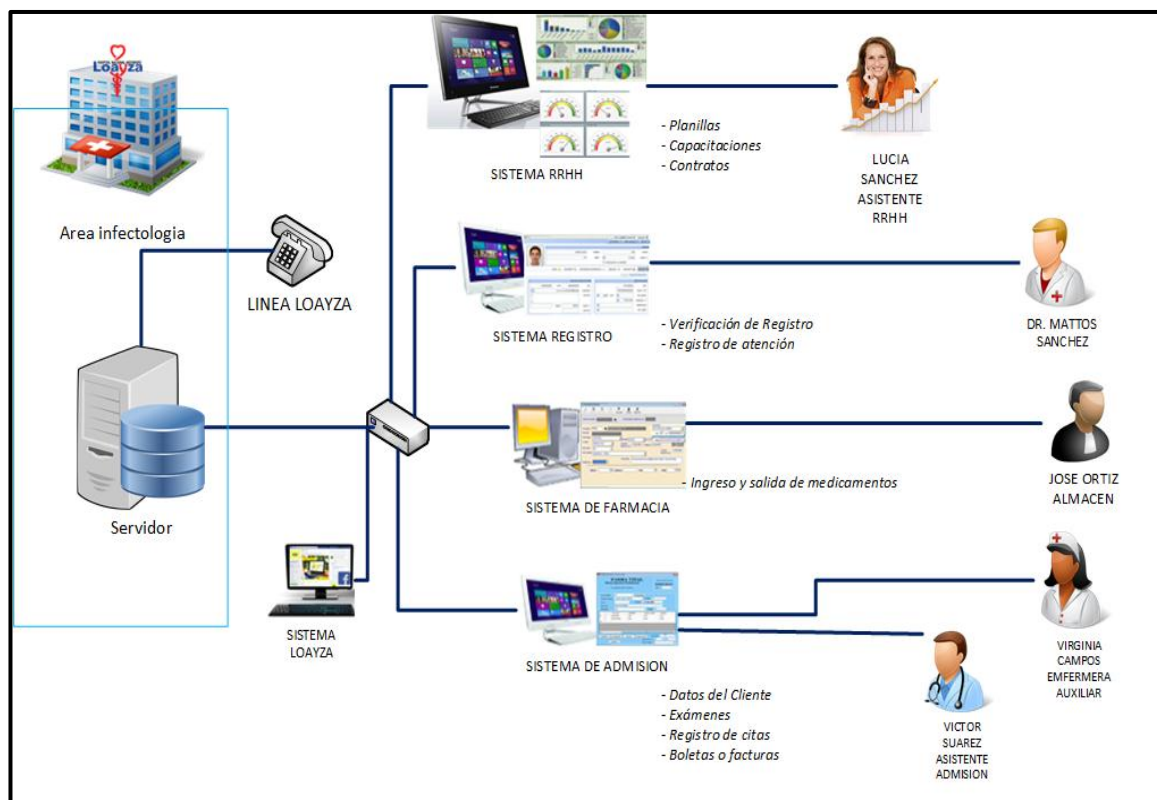 Loayza
Area infectologia
LINEA LOAYZA
Servidor
SISTEMA
LOAYZA
SISTEMA RRHH
- Planillas
- Capacitaciones
- Contratos
LUCIA
SANCHEZ
ASISTENTE
RRHH
SISTEMA REGISTRO
- Verificación de Registro
- Registro de atención
DR. MATTOS
SANCHEZ
SISTEMA DE FARMACIA
- Ingreso y salida de medicamentos
JOSE ORTIZ
ALMACEN
SISTEMA DE ADMISION
- Datos del Cliente
- Exámenes
- Registro de citas
- Boletas o facturas
VICTOR
SUAREZ
ASISTENTE
ADMISION
VIRGINIA
CAMPOS
EMFERMERA
AUXILIAR